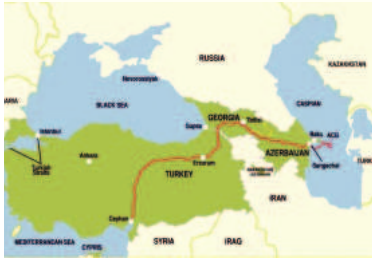 RUSSIA
KAZAKHSTAN
Novorossiysk
BLACK SEA
CASPIAN
GEORGIA
Supsa
Tbilisi
Istanbul
Baku
ACG
AZERBAIJAN
Sangachal
Ankara
Erzurum
TURKEY
IRAN
Ceyhan
MEDITERRANEAN SEA
CYPRUS
SYRIA
IRAQ